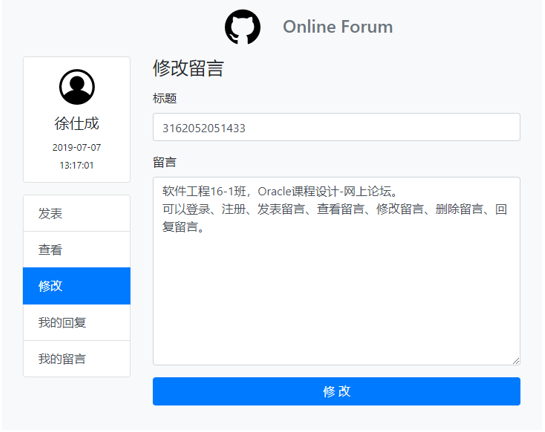 Online Forum
徐仕成
2019-07-07
13:17:01
发表
查看
修改
我的回复
我的留言
修改留言
标题
3162052051433
留言
软件工程16-1班，Oracle课程设计-网上论坛。
可以登录、注册、发表留言、查看留言、修改留言、删除留言、回
复留言。
修 改